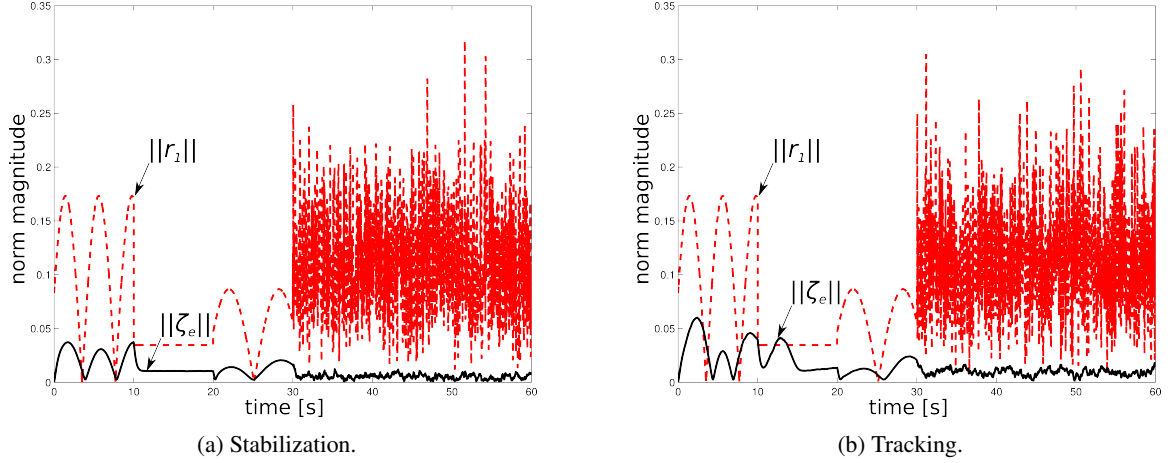 0.35
0.3
0.25
0.2
0.15
0.1
0.05
0
norm magnitude
||r₁||
||ζₑ||
0 10 20 30 40 50 60
time [s]
(a) Stabilization.
0.35
0.3
0.25
0.2
0.15
0.1
0.05
0
norm magnitude
||r₁||
||ζₑ||
0 10 20 30 40 50 60
time [s]
(b) Tracking.